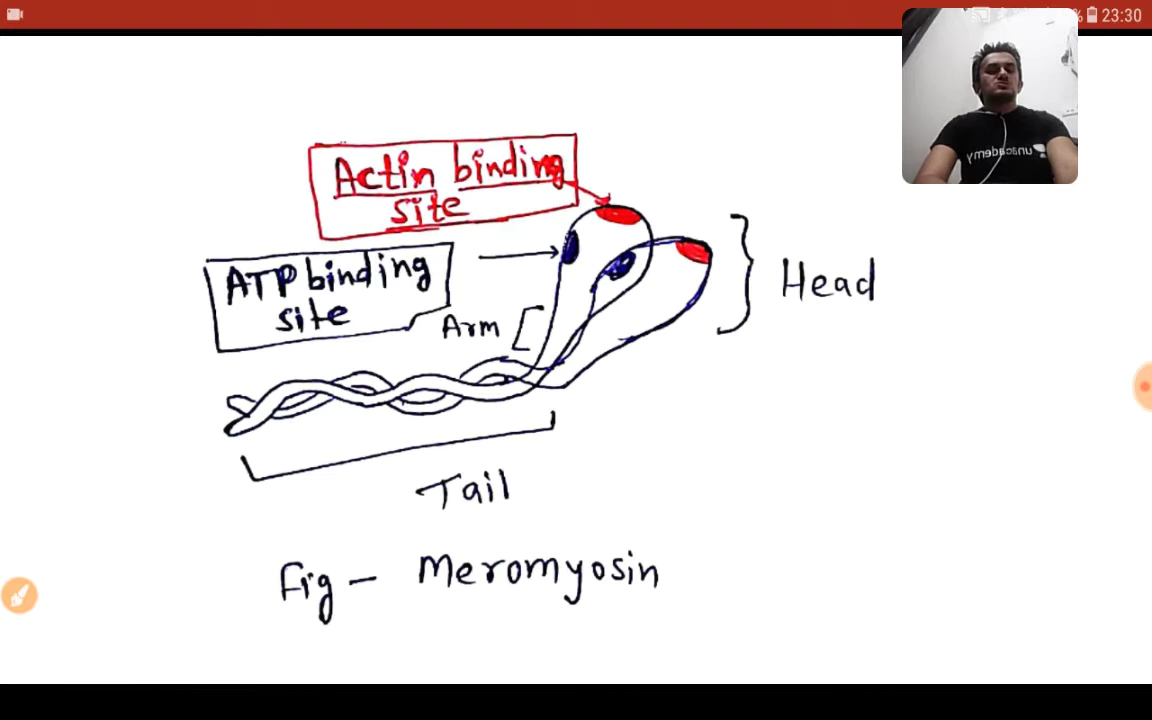 23:30
unacademy
Actin binding
site
ATP binding
site
Arm
Head
Tail
Fig - Meromyosin